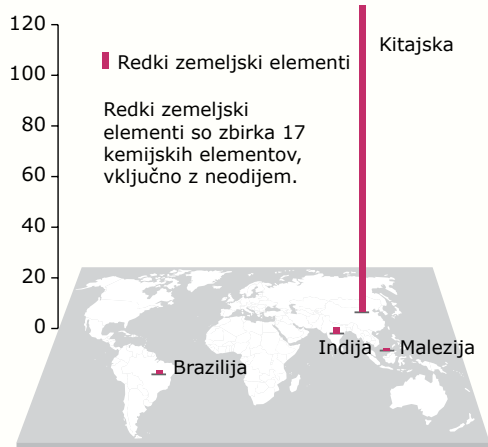 120
100
80
60
40
20
0
Redki zemeljski elementi
Redki zemeljski
elementi so zbirka 17
kemijskih elementov,
vključno z neodijem.
Kitajska
Indija
Malezija
Brazilija